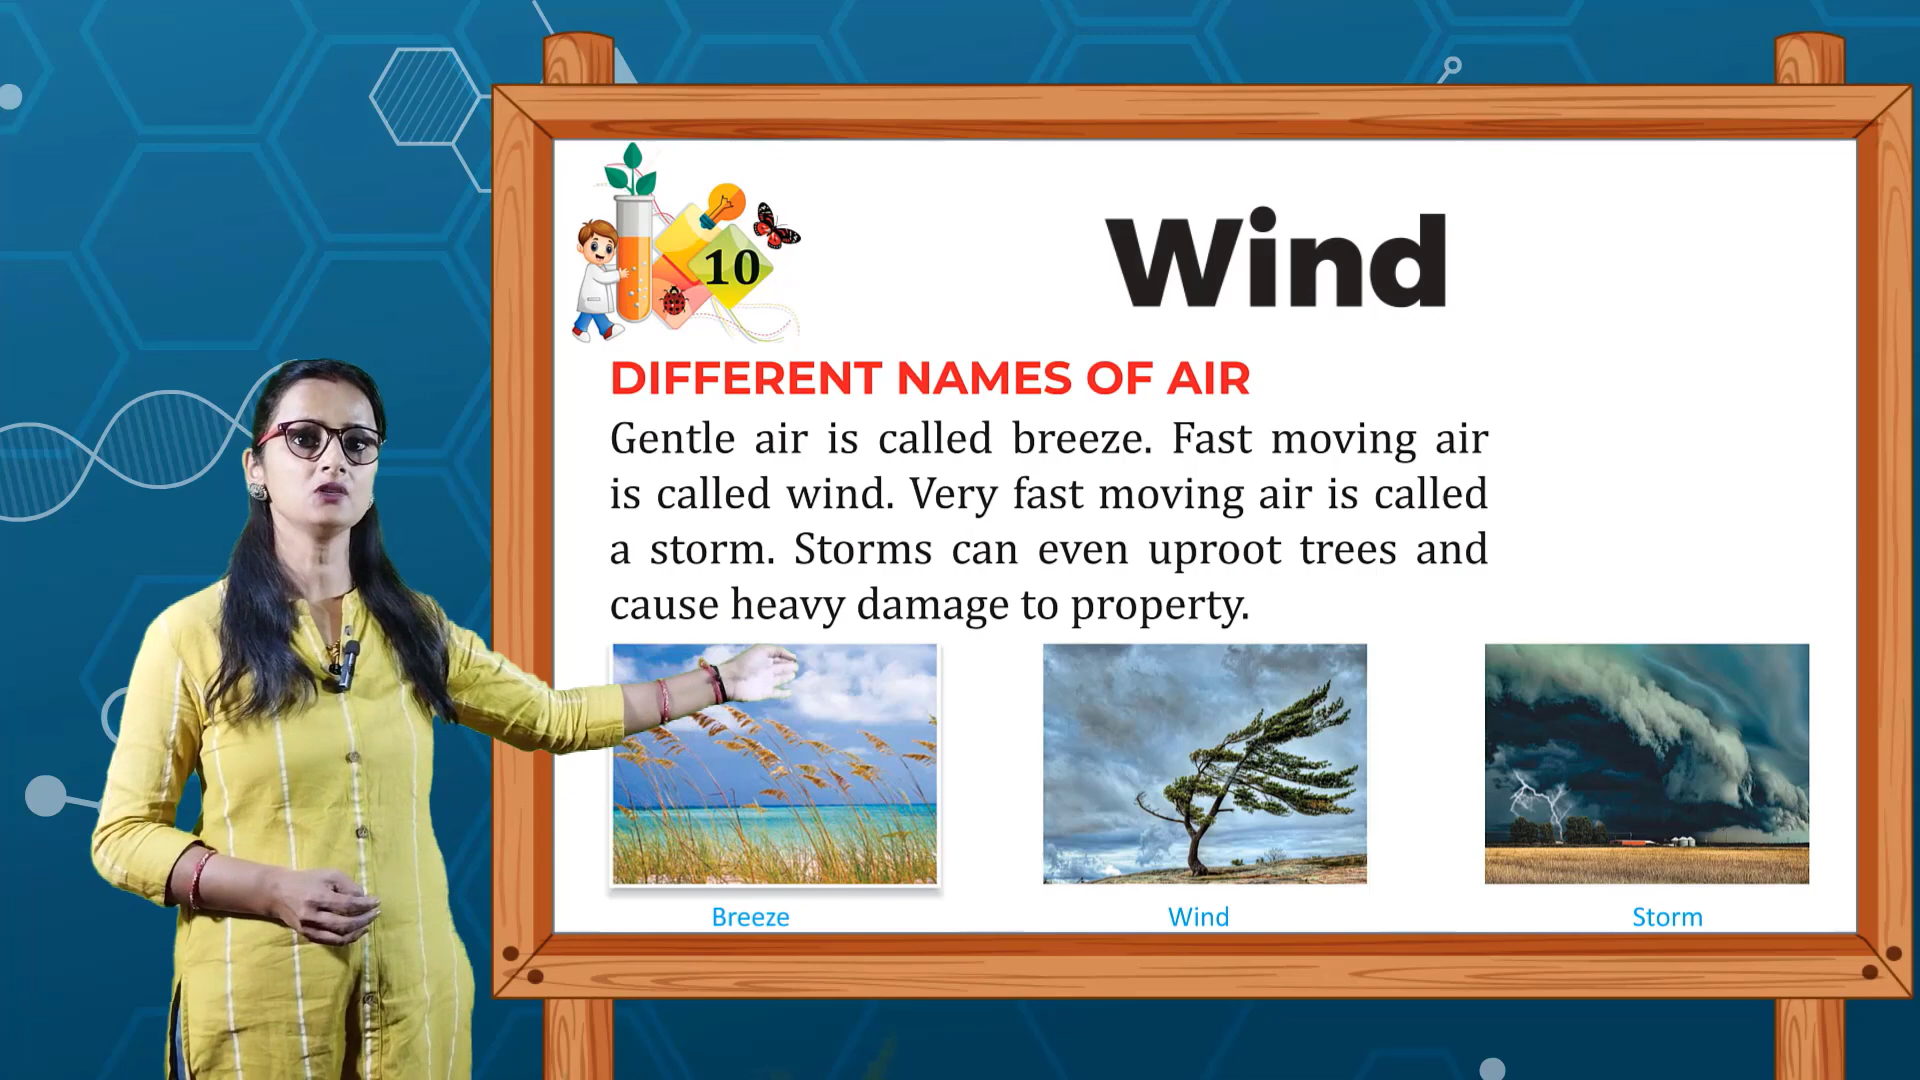 10
Wind
DIFFERENT NAMES OF AIR
Gentle air is called breeze. Fast moving air
is called wind. Very fast moving air is called
a storm. Storms can even uproot trees and
cause heavy damage to property.
Breeze
Wind
Storm